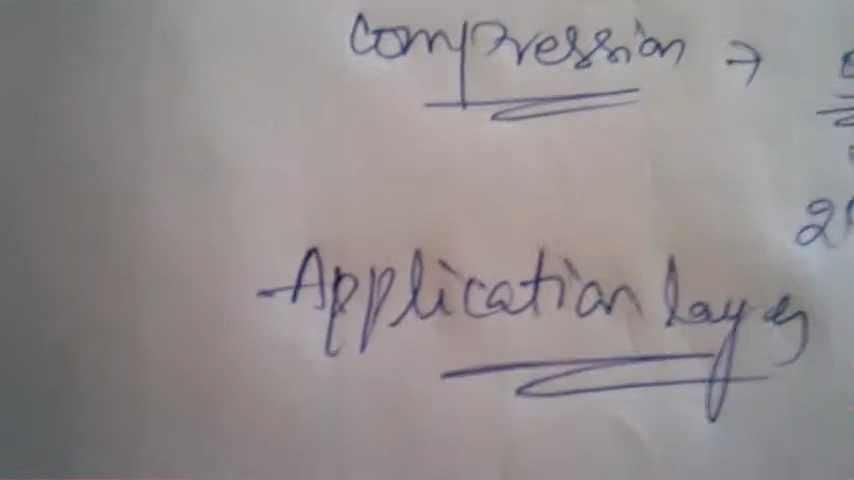 Compression →
Application layer